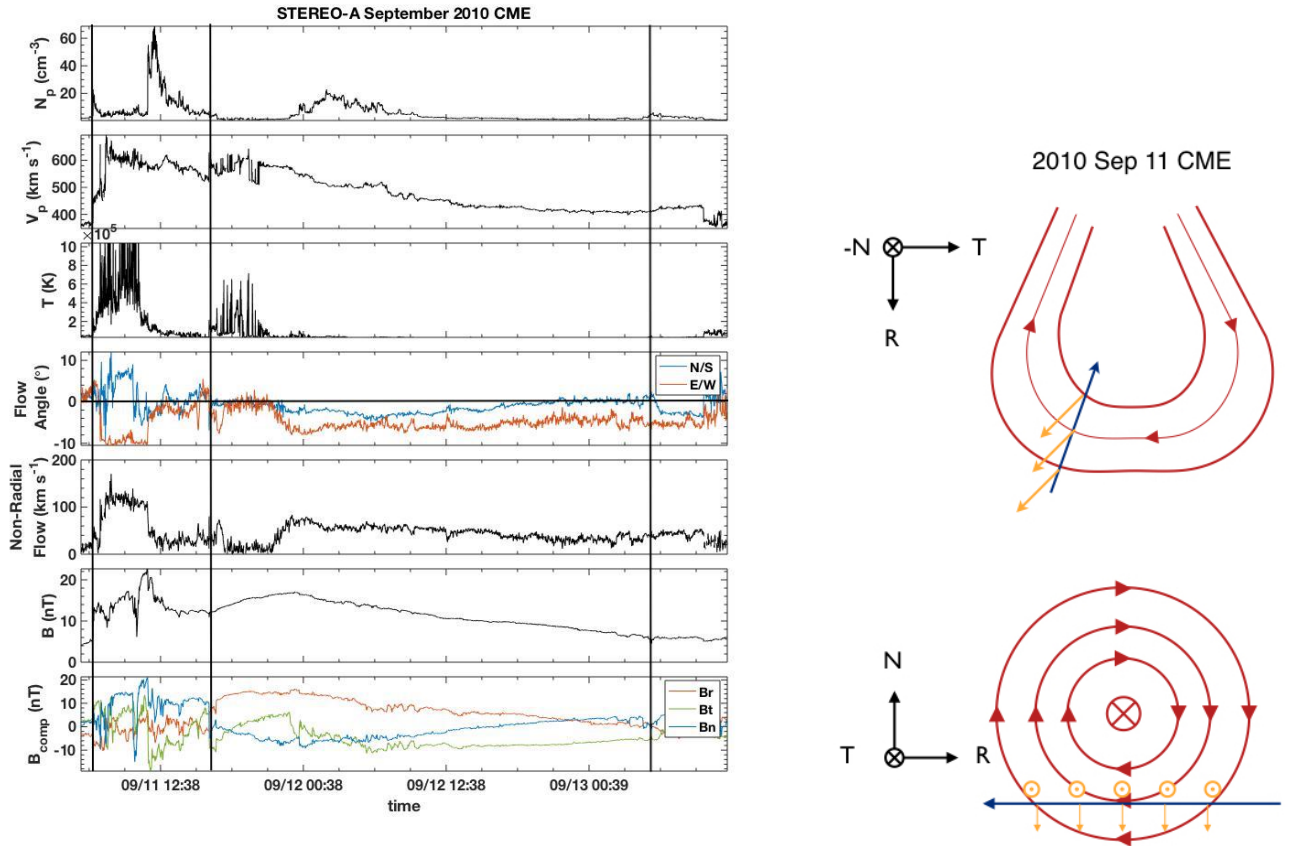 STEREO-A September 2010 CME
60
40
20
N_p (cm^-3)
600
500
400
V_p (km s^-1)
×10^5
10
8
6
4
2
T (K)
10
0
-10
Flow
Angle (°)
N/S
E/W
200
100
0
Non-Radial
Flow (km s^-1)
20
10
0
B (nT)
20
10
0
-10
B_comp (nT)
Br
Bt
Bn
09/11 12:38
09/12 00:38
09/12 12:38
09/13 00:39
time
2010 Sep 11 CME
-N
T
R
N
T
R